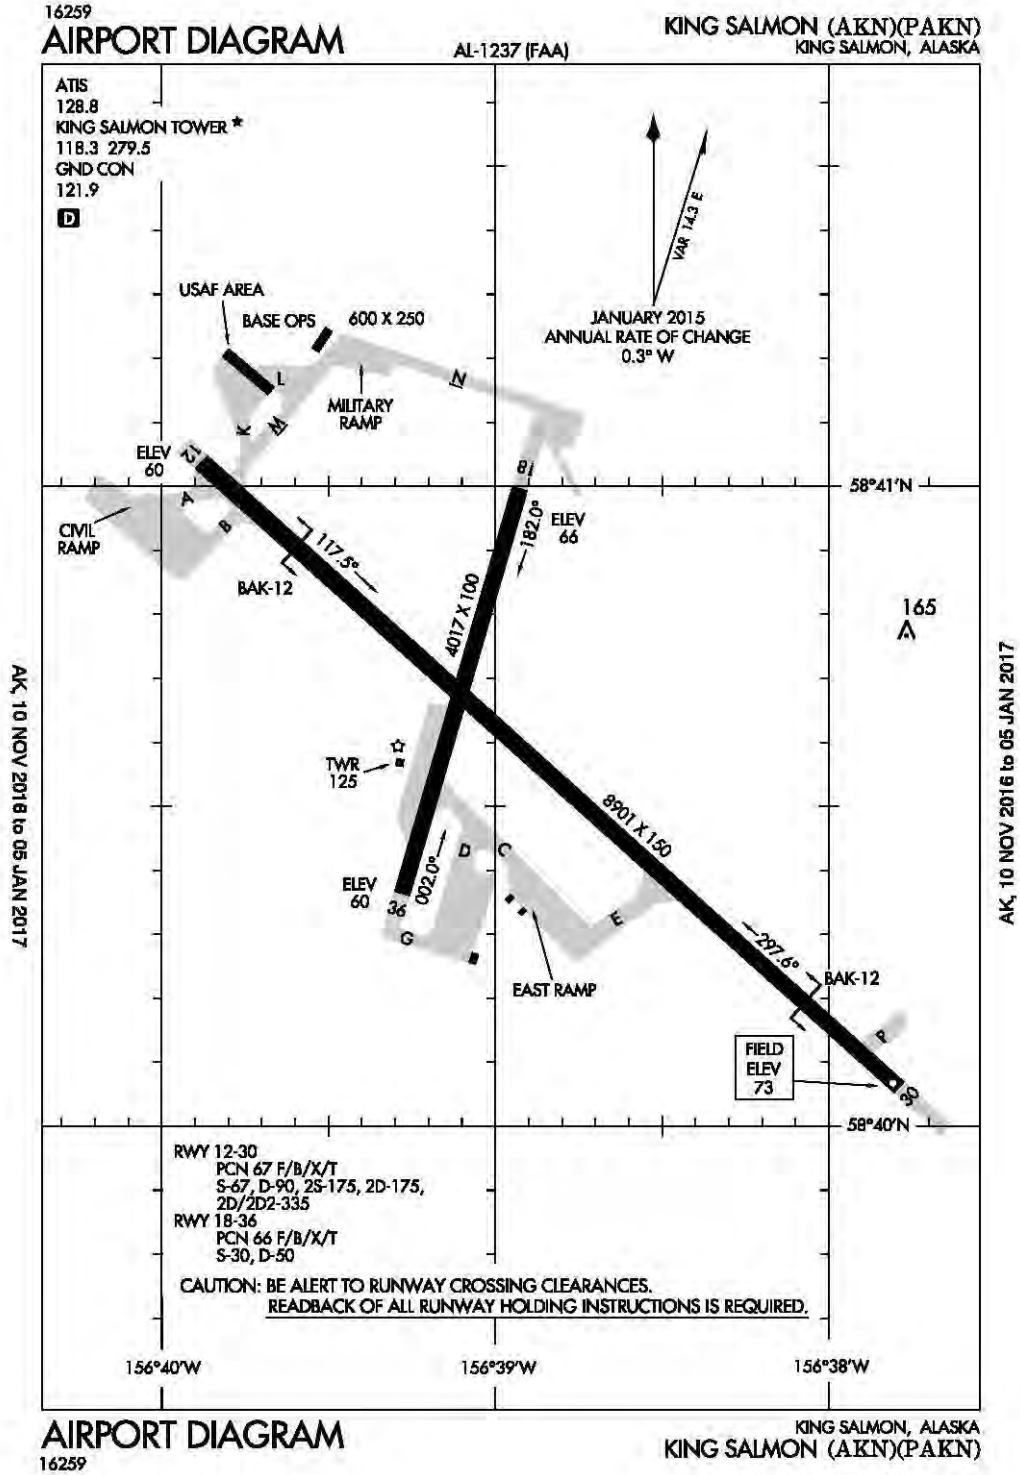 16259
AIRPORT DIAGRAM
AL-1237 (FAA)
KING SALMON (AKN)(PAKN)
KING SALMON, ALASKA
ATIS
128.8
KING SALMON TOWER ★
118.3 279.5
GND CON
121.9
D
VAR 14.3 E
JANUARY 2015
ANNUAL RATE OF CHANGE
0.3° W
USAF AREA
BASE OPS
600 X 250
L
MILITARY
RAMP
K
M
N
ELEV
60
12
A
B
CIVIL
RAMP
BAK-12
117.5°
18
182.0°
ELEV
66
58°41'N
4017 X 100
165
TWR
125
8901 X 150
D
C
002.0°
ELEV
60
36
G
E
EAST RAMP
297.6°
BAK-12
P
FIELD
ELEV
73
30
58°40'N
RWY 12-30
PCN 67 F/B/X/T
S-67, D-90, 2S-175, 2D-175,
2D/2D2-335
RWY 18-36
PCN 66 F/B/X/T
S-30, D-50
CAUTION: BE ALERT TO RUNWAY CROSSING CLEARANCES.
READBACK OF ALL RUNWAY HOLDING INSTRUCTIONS IS REQUIRED.
156°40'W
156°39'W
156°38'W
AK, 10 NOV 2016 to 05 JAN 2017
AK, 10 NOV 2016 to 05 JAN 2017
AIRPORT DIAGRAM
16259
KING SALMON, ALASKA
KING SALMON (AKN)(PAKN)